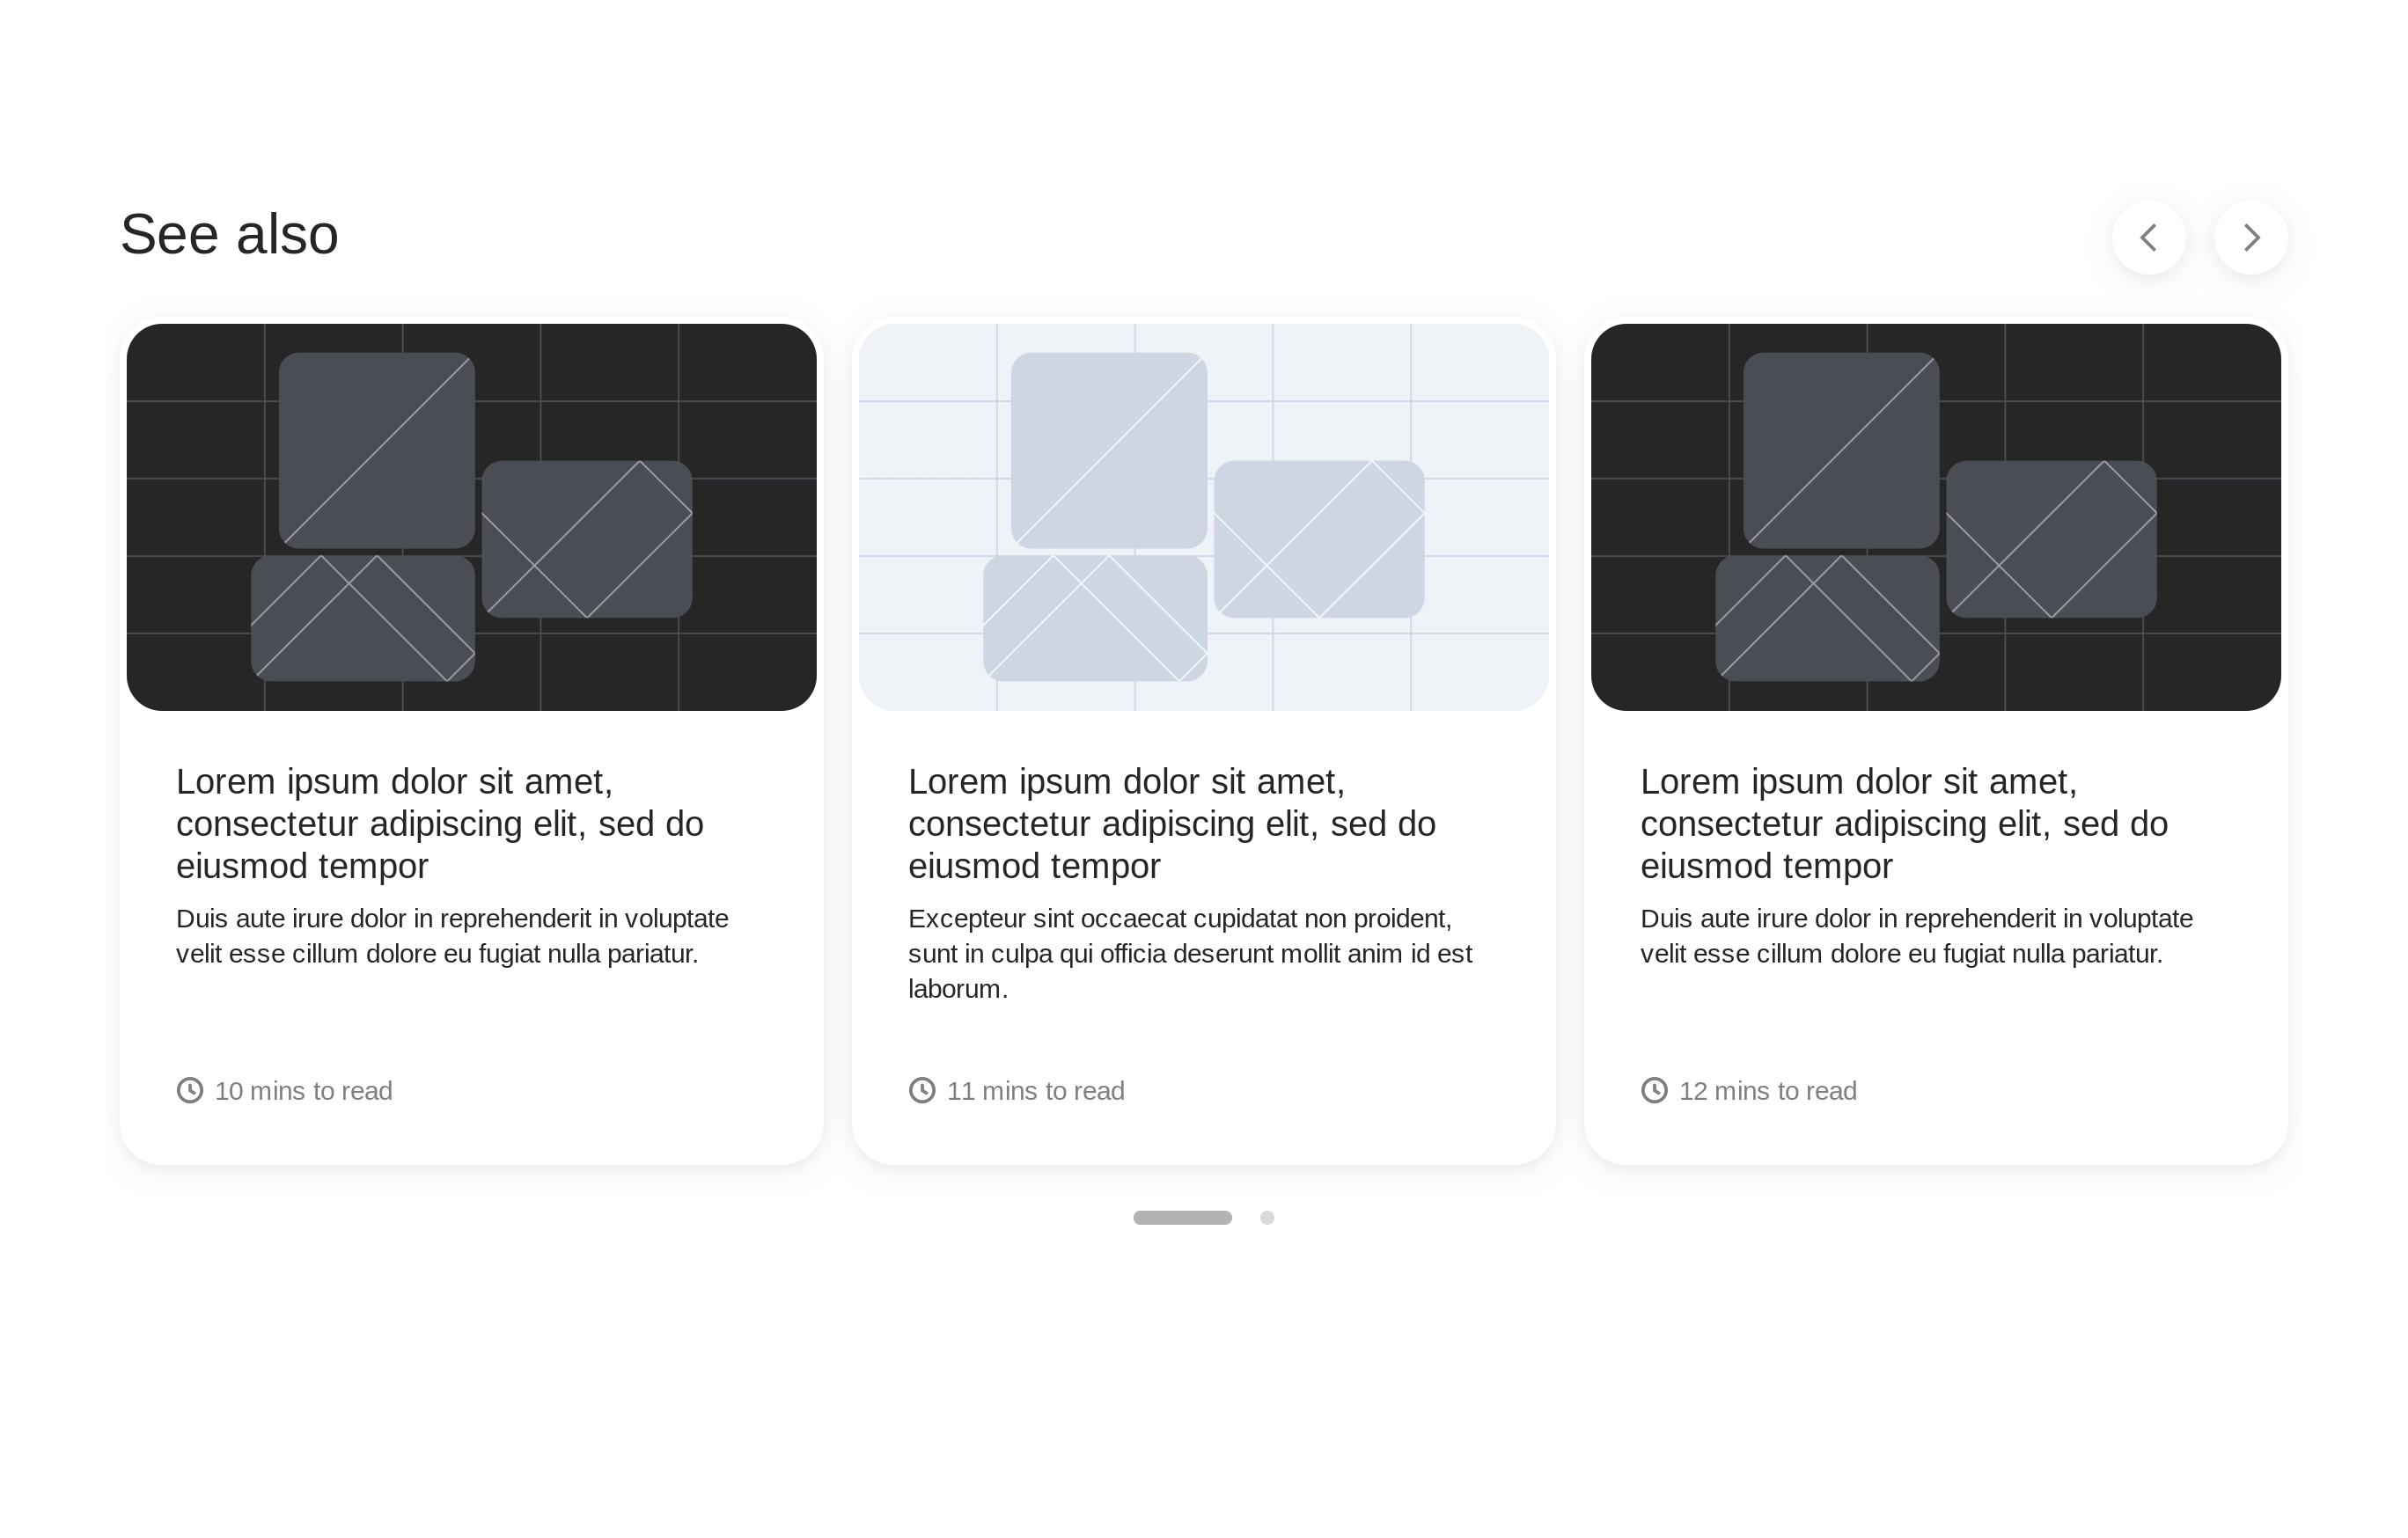 See also
Lorem ipsum dolor sit amet,
consectetur adipiscing elit, sed do
eiusmod tempor
Duis aute irure dolor in reprehenderit in voluptate
velit esse cillum dolore eu fugiat nulla pariatur.
10 mins to read
Lorem ipsum dolor sit amet,
consectetur adipiscing elit, sed do
eiusmod tempor
Excepteur sint occaecat cupidatat non proident,
sunt in culpa qui officia deserunt mollit anim id est
laborum.
11 mins to read
Lorem ipsum dolor sit amet,
consectetur adipiscing elit, sed do
eiusmod tempor
Duis aute irure dolor in reprehenderit in voluptate
velit esse cillum dolore eu fugiat nulla pariatur.
12 mins to read